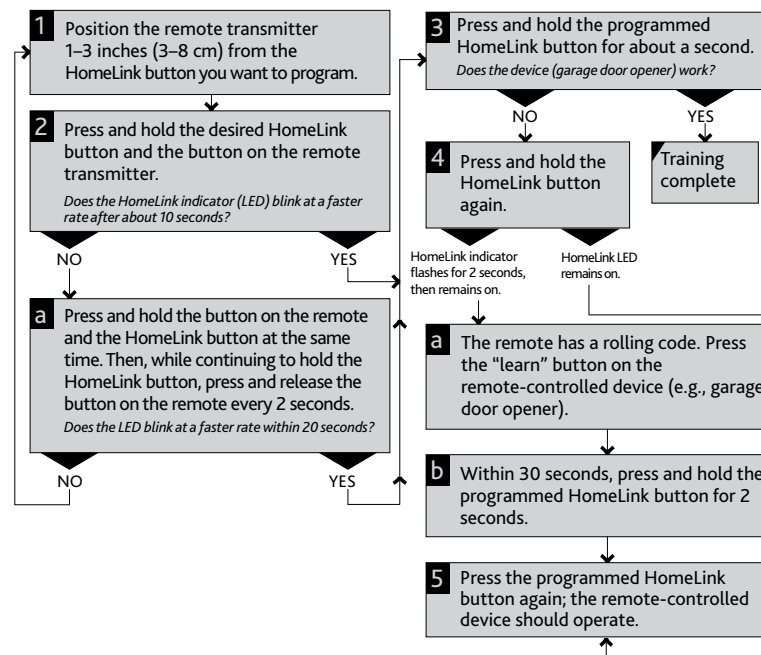 1
Position the remote transmitter
1–3 inches (3–8 cm) from the
HomeLink button you want to program.
2
Press and hold the desired HomeLink
button and the button on the remote
transmitter.
Does the HomeLink indicator (LED) blink at a faster
rate after about 10 seconds?
NO
YES
a
Press and hold the button on the remote
and the HomeLink button at the same
time. Then, while continuing to hold the
HomeLink button, press and release the
button on the remote every 2 seconds.
Does the LED blink at a faster rate within 20 seconds?
NO
YES
3
Press and hold the programmed
HomeLink button for about a second.
Does the device (garage door opener) work?
NO
YES
4
Press and hold the
HomeLink button
again.
Training
complete
HomeLink indicator
flashes for 2 seconds,
then remains on.
HomeLink LED
remains on.
a
The remote has a rolling code. Press
the “learn” button on the
remote-controlled device (e.g., garage
door opener).
b
Within 30 seconds, press and hold the
programmed HomeLink button for 2
seconds.
5
Press the programmed HomeLink
button again; the remote-controlled
device should operate.